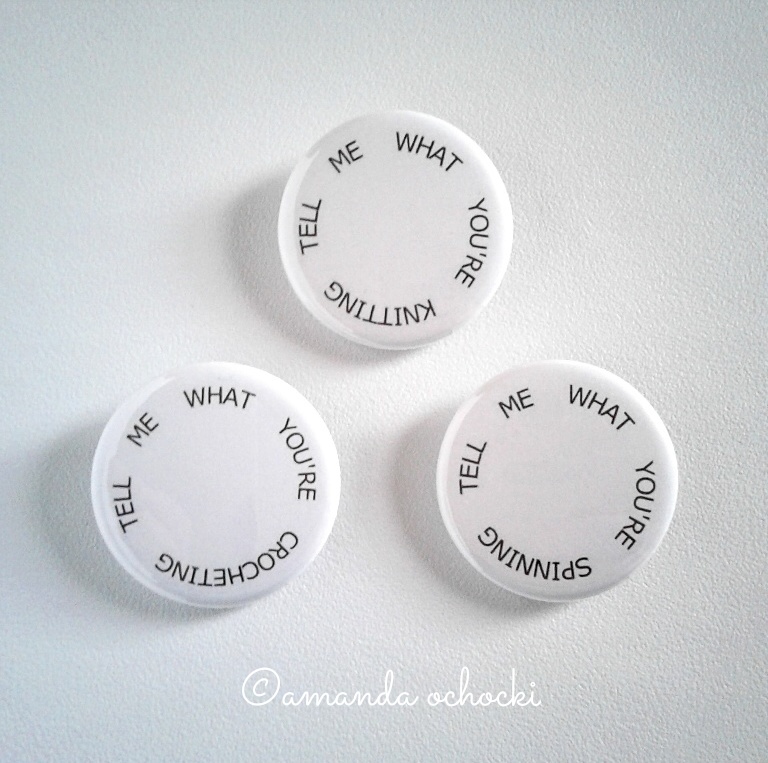 TELL ME WHAT YOU'RE KNITTING
TELL ME WHAT YOU'RE CROCHETING
TELL ME WHAT YOU'RE SPINNING
©amanda ochocki